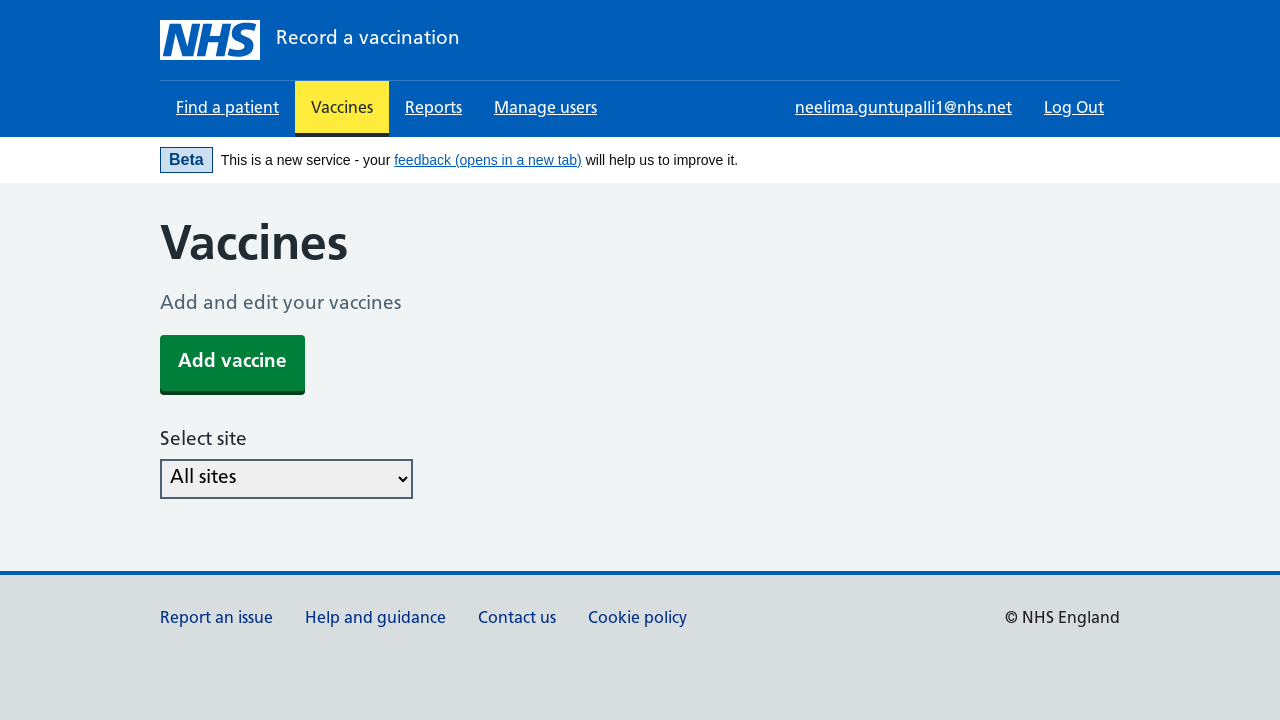 NHS Record a vaccination
Find a patient Vaccines Reports Manage users neelima.guntupalli1@nhs.net Log Out
Beta This is a new service - your feedback (opens in a new tab) will help us to improve it.
Vaccines
Add and edit your vaccines
Add vaccine
Select site
All sites
Report an issue Help and guidance Contact us Cookie policy © NHS England